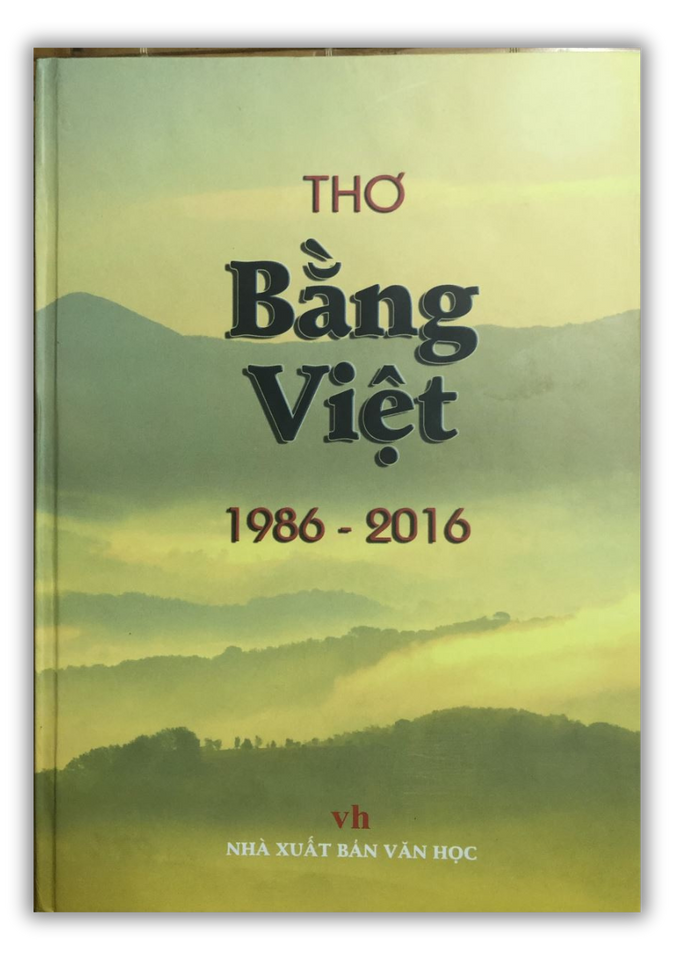 THƠ
Bằng
Việt
1986 - 2016
vh
NHÀ XUẤT BẢN VĂN HỌC